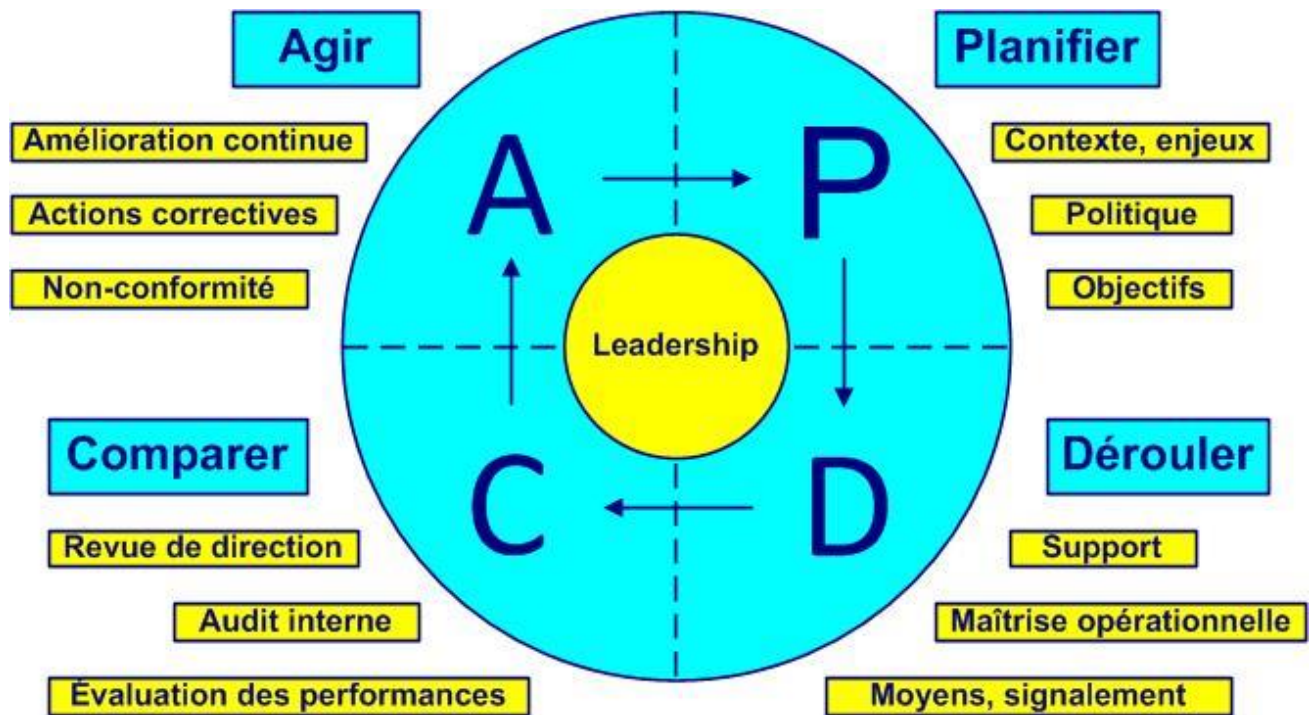 Agir
Planifier
Amélioration continue
Contexte, enjeux
A
P
Actions correctives
Politique
Non-conformité
Objectifs
Leadership
Comparer
Dérouler
C
D
Revue de direction
Support
Audit interne
Maîtrise opérationnelle
Évaluation des performances
Moyens, signalement